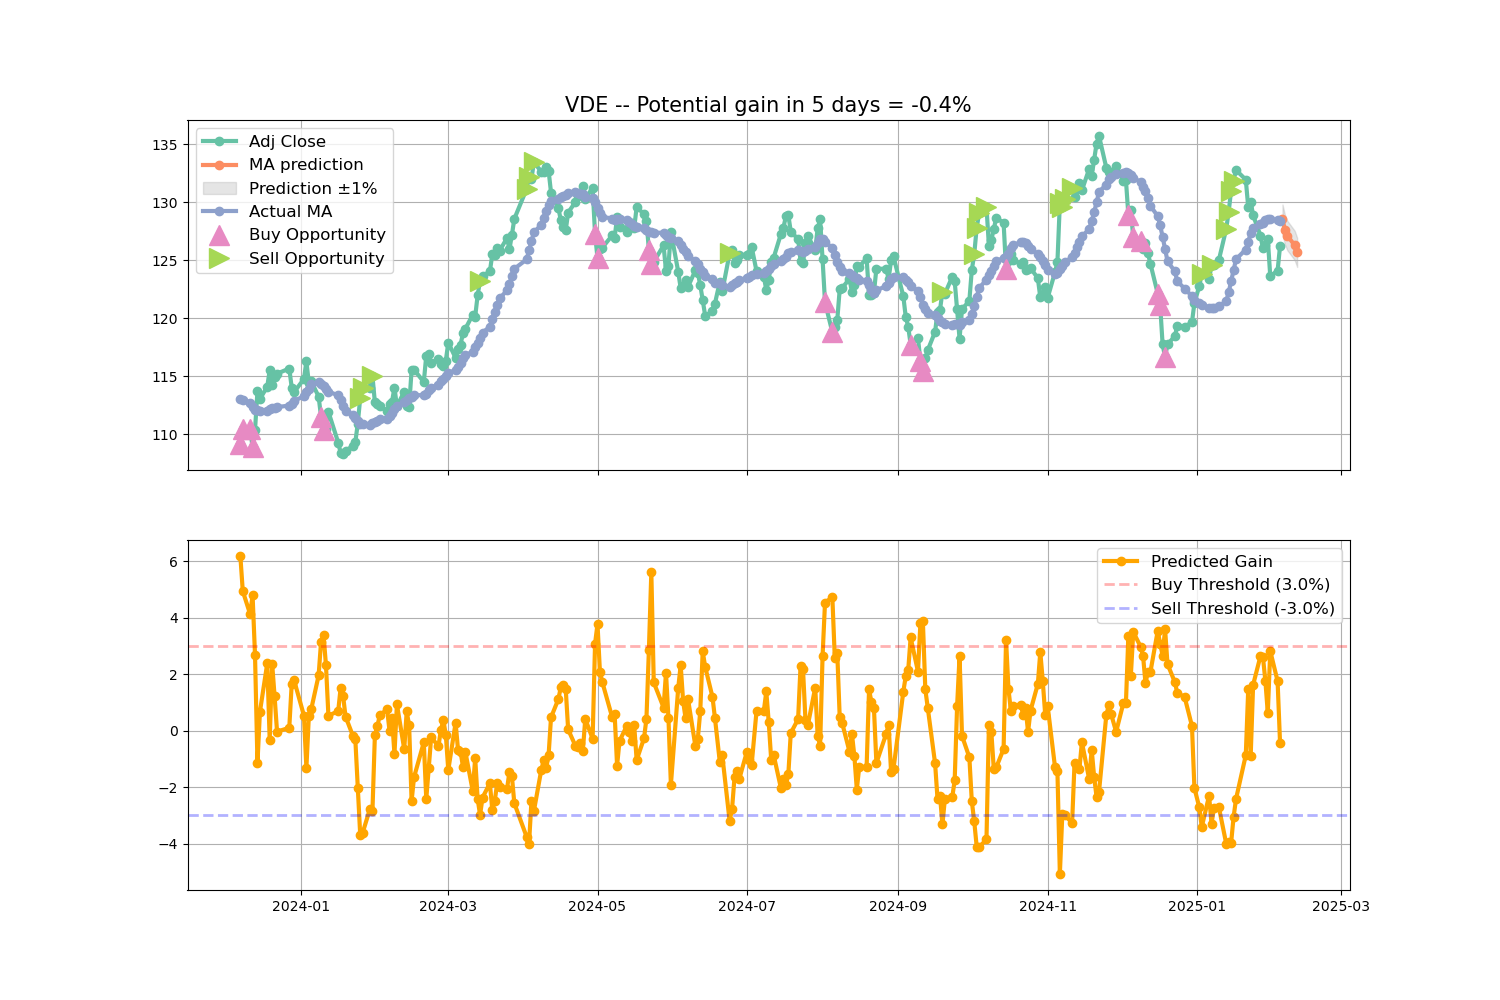 VDE -- Potential gain in 5 days = -0.4%
135
130
125
120
115
110
Adj Close
MA prediction
Prediction ±1%
Actual MA
Buy Opportunity
Sell Opportunity
6
4
2
0
−2
−4
Predicted Gain
Buy Threshold (3.0%)
Sell Threshold (-3.0%)
2024-01
2024-03
2024-05
2024-07
2024-09
2024-11
2025-01
2025-03